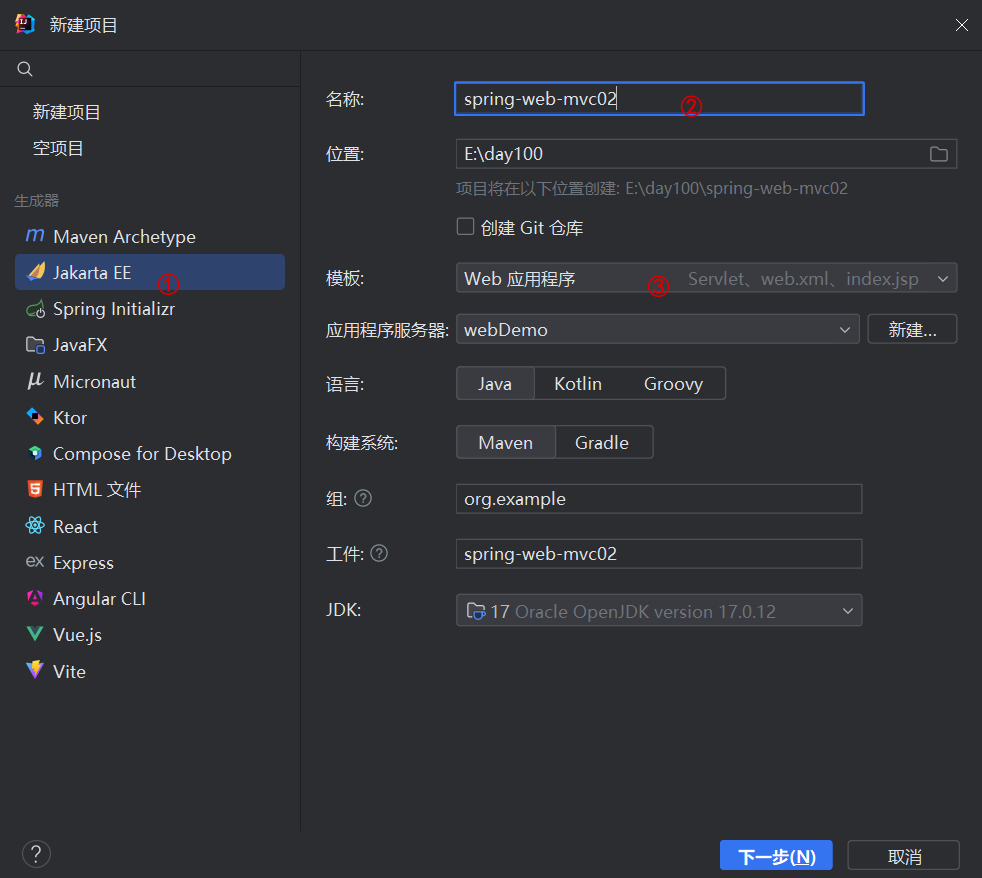 新建项目
新建项目
空项目
生成器
Maven Archetype
Jakarta EE ①
Spring Initializr
JavaFX
Micronaut
Ktor
Compose for Desktop
HTML 文件
React
ex Express
Angular CLI
Vue.js
Vite
名称: spring-web-mvc02 ②
位置: E:\day100
项目将在以下位置创建: E:\day100\spring-web-mvc02
创建 Git 仓库
模板: Web 应用程序 ③ Servlet、web.xml、index.jsp
应用程序服务器: webDemo 新建...
语言: Java Kotlin Groovy
构建系统: Maven Gradle
组: ? org.example
工件: ? spring-web-mvc02
JDK: 17 Oracle OpenJDK version 17.0.12
? 下一步(N) 取消